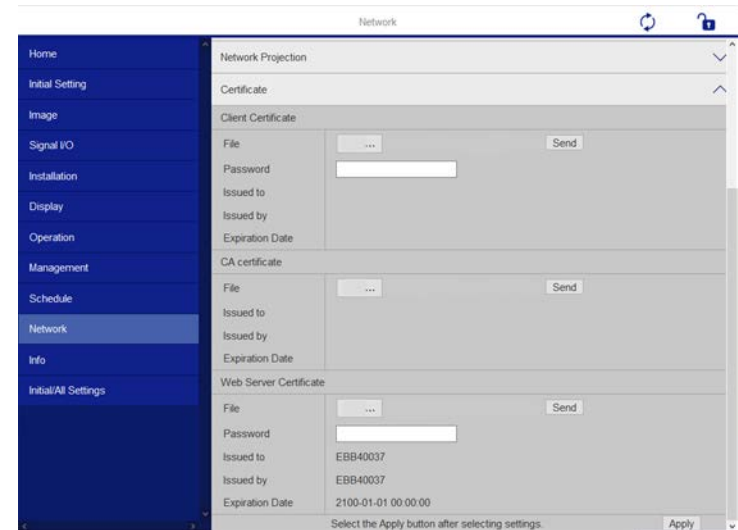 Network
Home
Initial Setting
Image
Signal I/O
Installation
Display
Operation
Management
Schedule
Network
Info
Initial/All Settings
Network Projection
Certificate
Client Certificate
File ... Send
Password
Issued to
Issued by
Expiration Date
CA certificate
File ... Send
Issued to
Issued by
Expiration Date
Web Server Certificate
File ... Send
Password
Issued to EBB40037
Issued by EBB40037
Expiration Date 2100-01-01 00:00:00
Select the Apply button after selecting settings. Apply